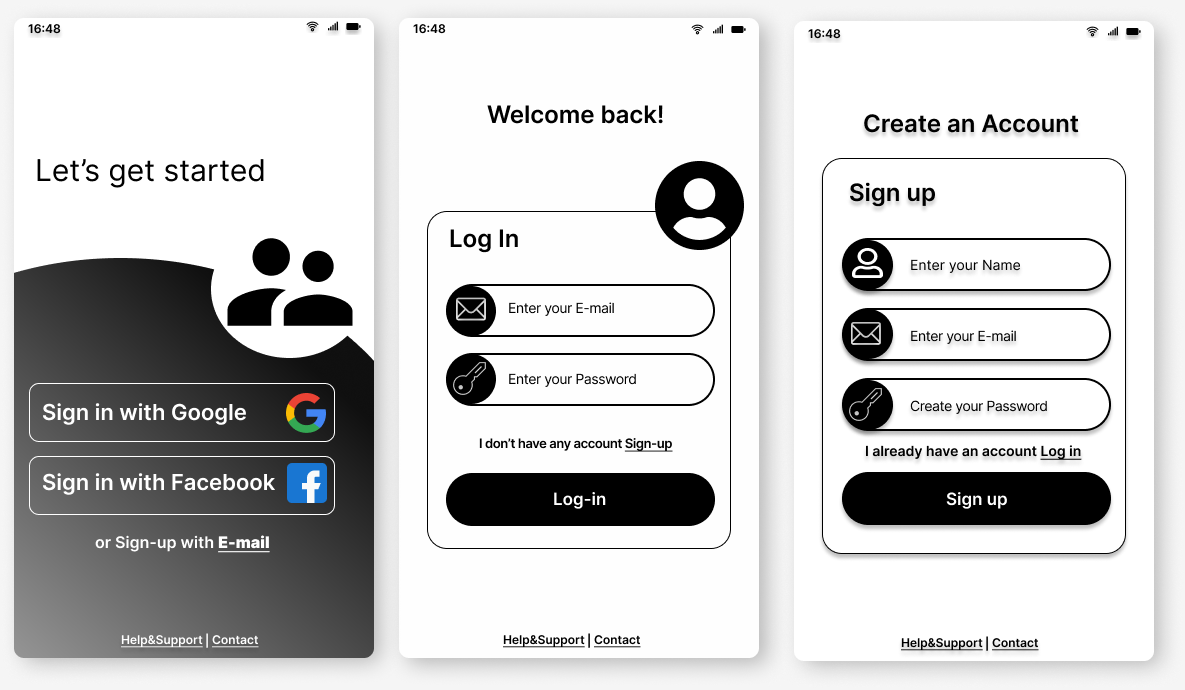 16:48
Let’s get started
Sign in with Google
Sign in with Facebook
or Sign-up with E-mail
Help&Support | Contact
16:48
Welcome back!
Log In
Enter your E-mail
Enter your Password
I don’t have any account Sign-up
Log-in
Help&Support | Contact
16:48
Create an Account
Sign up
Enter your Name
Enter your E-mail
Create your Password
I already have an account Log in
Sign up
Help&Support | Contact